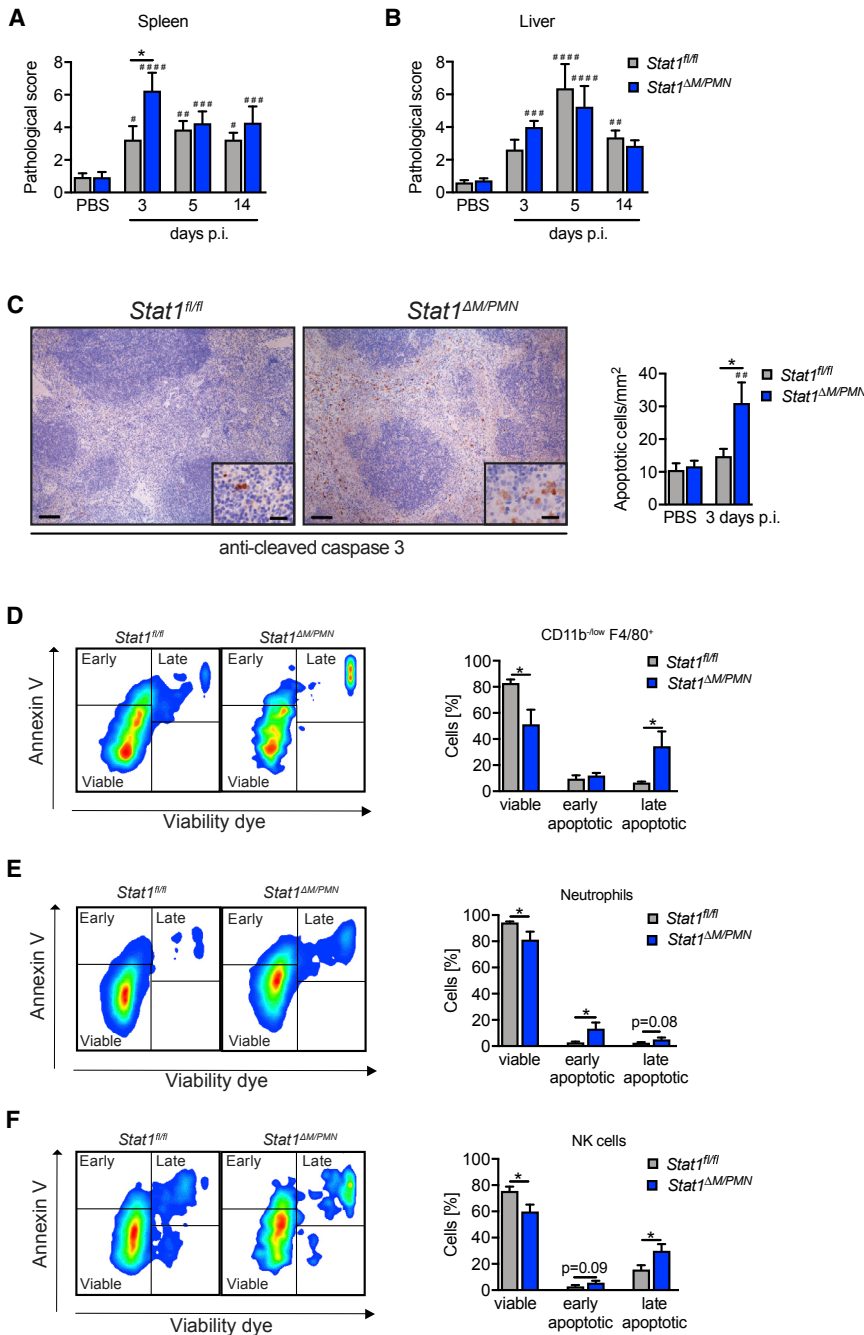 A
Spleen
Pathological score
8
6
4
2
0
*
#
####
##
###
#
###
PBS
3
5
14
days p.i.
B
Liver
Pathological score
8
6
4
2
0
###
####
####
##
PBS
3
5
14
days p.i.
Stat1fl/fl
Stat1ΔM/PMN
C
Stat1fl/fl
Stat1ΔM/PMN
anti-cleaved caspase 3
Apoptotic cells/mm2
40
30
20
10
0
*
##
PBS
3 days p.i.
Stat1fl/fl
Stat1ΔM/PMN
D
Stat1fl/fl
Stat1ΔM/PMN
Early
Late
Early
Late
Viable
Viable
Annexin V
Viability dye
CD11b-/low F4/80+
Cells [%]
100
80
60
40
20
0
*
*
viable
early
apoptotic
late
apoptotic
Stat1fl/fl
Stat1ΔM/PMN
E
Stat1fl/fl
Stat1ΔM/PMN
Early
Late
Early
Late
Viable
Viable
Annexin V
Viability dye
Neutrophils
Cells [%]
100
80
60
40
20
0
*
*
p=0.08
viable
early
apoptotic
late
apoptotic
Stat1fl/fl
Stat1ΔM/PMN
F
Stat1fl/fl
Stat1ΔM/PMN
Early
Late
Early
Late
Viable
Viable
Annexin V
Viability dye
NK cells
Cells [%]
100
80
60
40
20
0
*
p=0.09
*
viable
early
apoptotic
late
apoptotic
Stat1fl/fl
Stat1ΔM/PMN